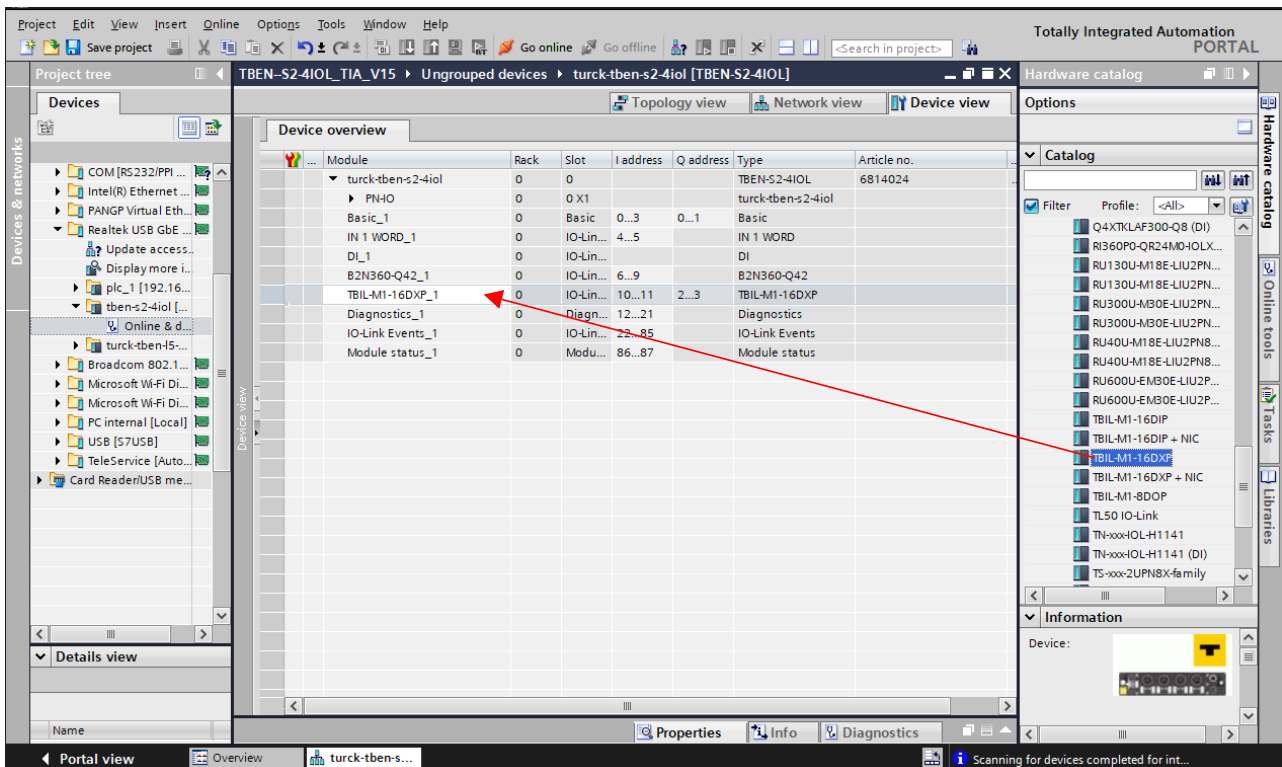 Project Edit View Insert Online Options Tools Window Help
Totally Integrated Automation
PORTAL
Save project Go online Go offline <Search in project>
Project tree
TBEN--S2-4IOL_TIA_V15 Ungrouped devices turck-tben-s2-4iol [TBEN-S2-4IOL]
Hardware catalog
Devices
Topology view Network view Device view
Options
Device overview
... Module Rack Slot I address Q address Type Article no. ...
turck-tben-s2-4iol 0 0 TBEN-S2-4IOL 6814024
PN-IO 0 0 X1 turck-tben-s2-4iol
Basic_1 0 Basic 0...3 0...1 Basic
IN 1 WORD_1 0 IO-Lin... 4...5 IN 1 WORD
DI_1 0 IO-Lin... DI
B2N360-Q42_1 0 IO-Lin... 6...9 B2N360-Q42
TBIL-M1-16DXP_1 0 IO-Lin... 10...11 2...3 TBIL-M1-16DXP
Diagnostics_1 0 Diagn... 12...21 Diagnostics
IO-Link Events_1 0 IO-Lin... 22...85 IO-Link Events
Module status_1 0 Modu... 86...87 Module status
COM [RS232/PPI ...
Intel(R) Ethernet ...
PANGP Virtual Eth...
Realtek USB GbE ...
Update access..
Display more i..
plc_1 [192.16...
tben-s2-4iol [...
Online & d...
turck-tben-l5-...
Broadcom 802.1...
Microsoft Wi-Fi Di...
Microsoft Wi-Fi Di...
PC internal [Local]
USB [S7USB]
TeleService [Auto...
Card Reader/USB me...
Details view
Name
Devices & networks
Device view
Catalog
Filter Profile: <All>
Q4XTKLAF300-Q8 (DI)
RI360P0-QR24M0-IOLX...
RU130U-M18E-LIU2PN...
RU130U-M18E-LIU2PN...
RU300U-M30E-LIU2PN...
RU300U-M30E-LIU2PN...
RU40U-M18E-LIU2PN8...
RU40U-M18E-LIU2PN8...
RU600U-EM30E-LIU2P...
RU600U-EM30E-LIU2P...
TBIL-M1-16DIP
TBIL-M1-16DIP + NIC
TBIL-M1-16DXP
TBIL-M1-16DXP + NIC
TBIL-M1-8DOP
TL50 IO-Link
TN-xxx-IOL-H1141
TN-xxx-IOL-H1141 (DI)
TS-xxx-2UPN8X-family
Information
Device:
Hardware catalog
Online tools
Tasks
Libraries
Properties Info Diagnostics
Portal view Overview turck-tben-s... Scanning for devices completed for int...